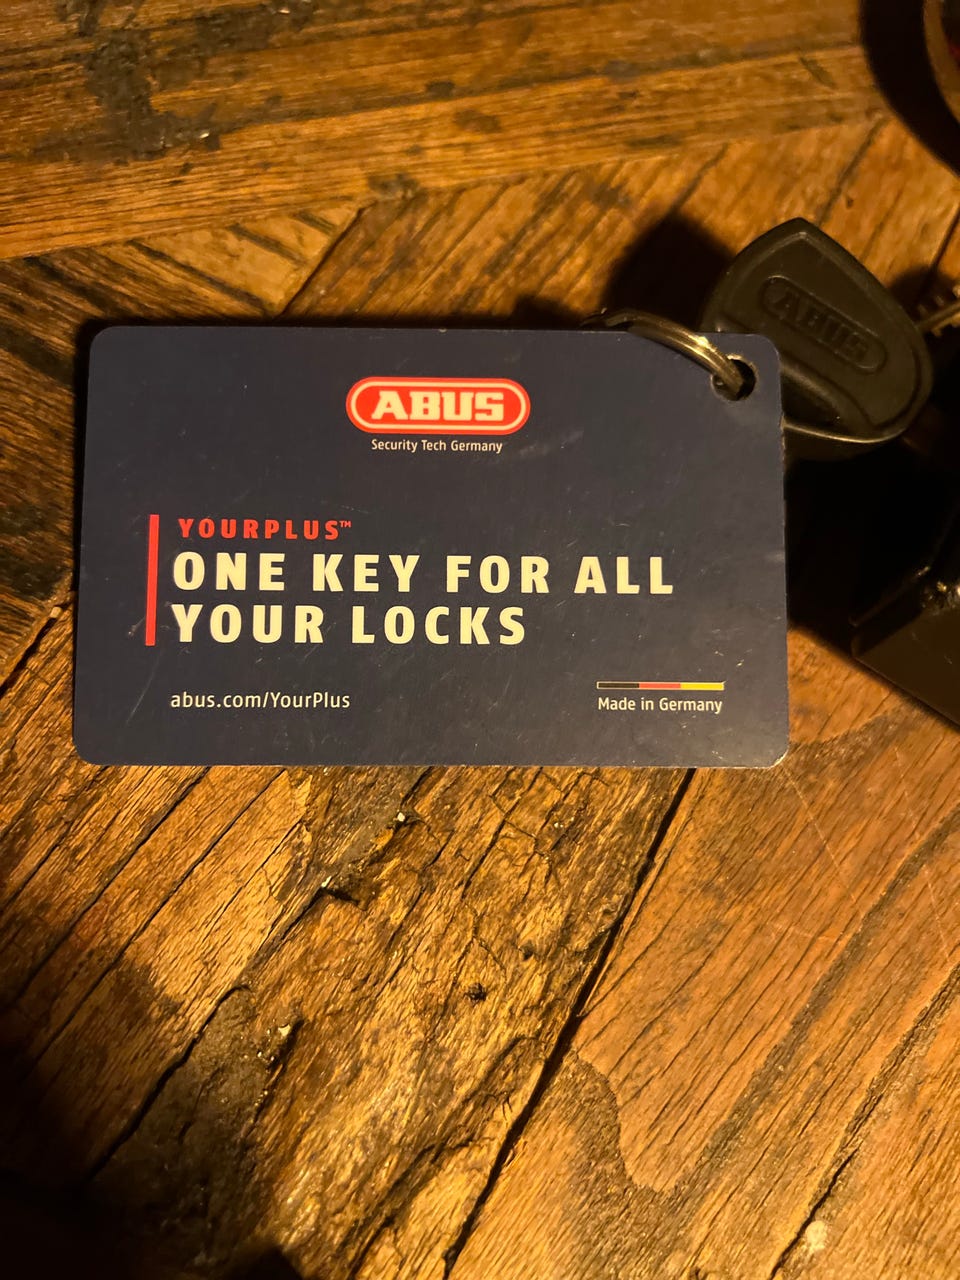 ABUS
ABUS
Security Tech Germany
YOURPLUS™
ONE KEY FOR ALL
YOUR LOCKS
abus.com/YourPlus
Made in Germany